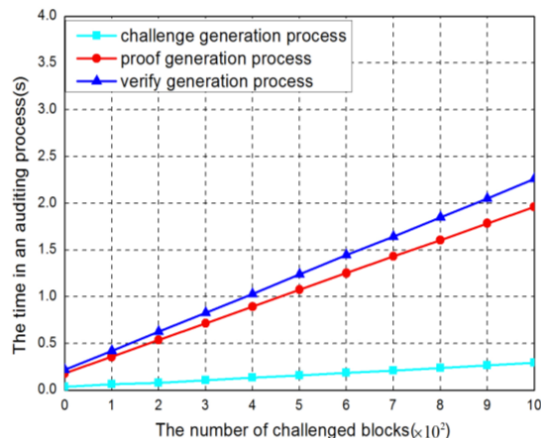 challenge generation process
proof generation process
verify generation process
The time in an auditing process(s)
4.0
3.5
3.0
2.5
2.0
1.5
1.0
0.5
0.0
0 1 2 3 4 5 6 7 8 9 10
The number of challenged blocks(×10²)